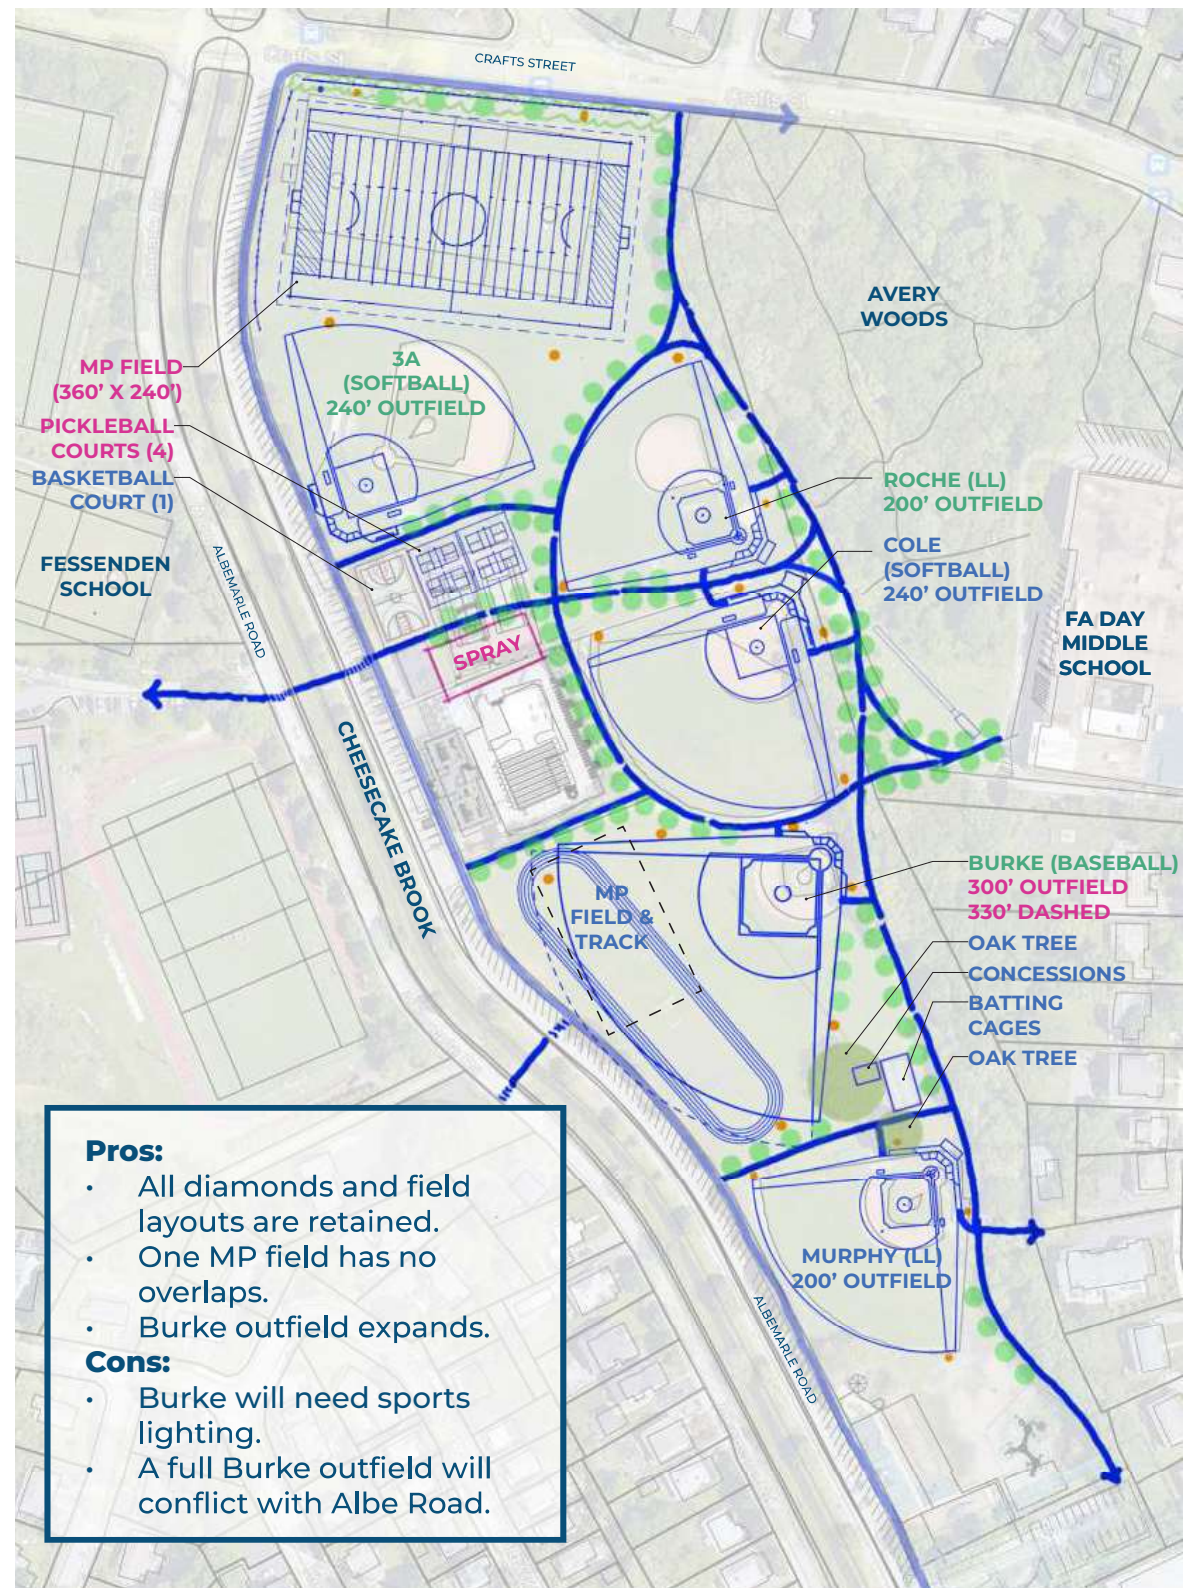 CRAFTS STREET
Crafts St
AVERY
WOODS
MP FIELD
(360’ X 240’)
3A
(SOFTBALL)
240’ OUTFIELD
PICKLEBALL
COURTS (4)
BASKETBALL
COURT (1)
ROCHE (LL)
200’ OUTFIELD
COLE
(SOFTBALL)
240’ OUTFIELD
FESSENDEN
SCHOOL
ALBEMARLE ROAD
FA DAY
MIDDLE
SCHOOL
SPRAY
CHEESECAKE BROOK
MP
FIELD &
TRACK
BURKE (BASEBALL)
300’ OUTFIELD
330’ DASHED
OAK TREE
CONCESSIONS
BATTING
CAGES
OAK TREE
MURPHY (LL)
200’ OUTFIELD
ALBEMARLE ROAD
Pros:
• All diamonds and field
layouts are retained.
• One MP field has no
overlaps.
• Burke outfield expands.
Cons:
• Burke will need sports
lighting.
• A full Burke outfield will
conflict with Albe Road.